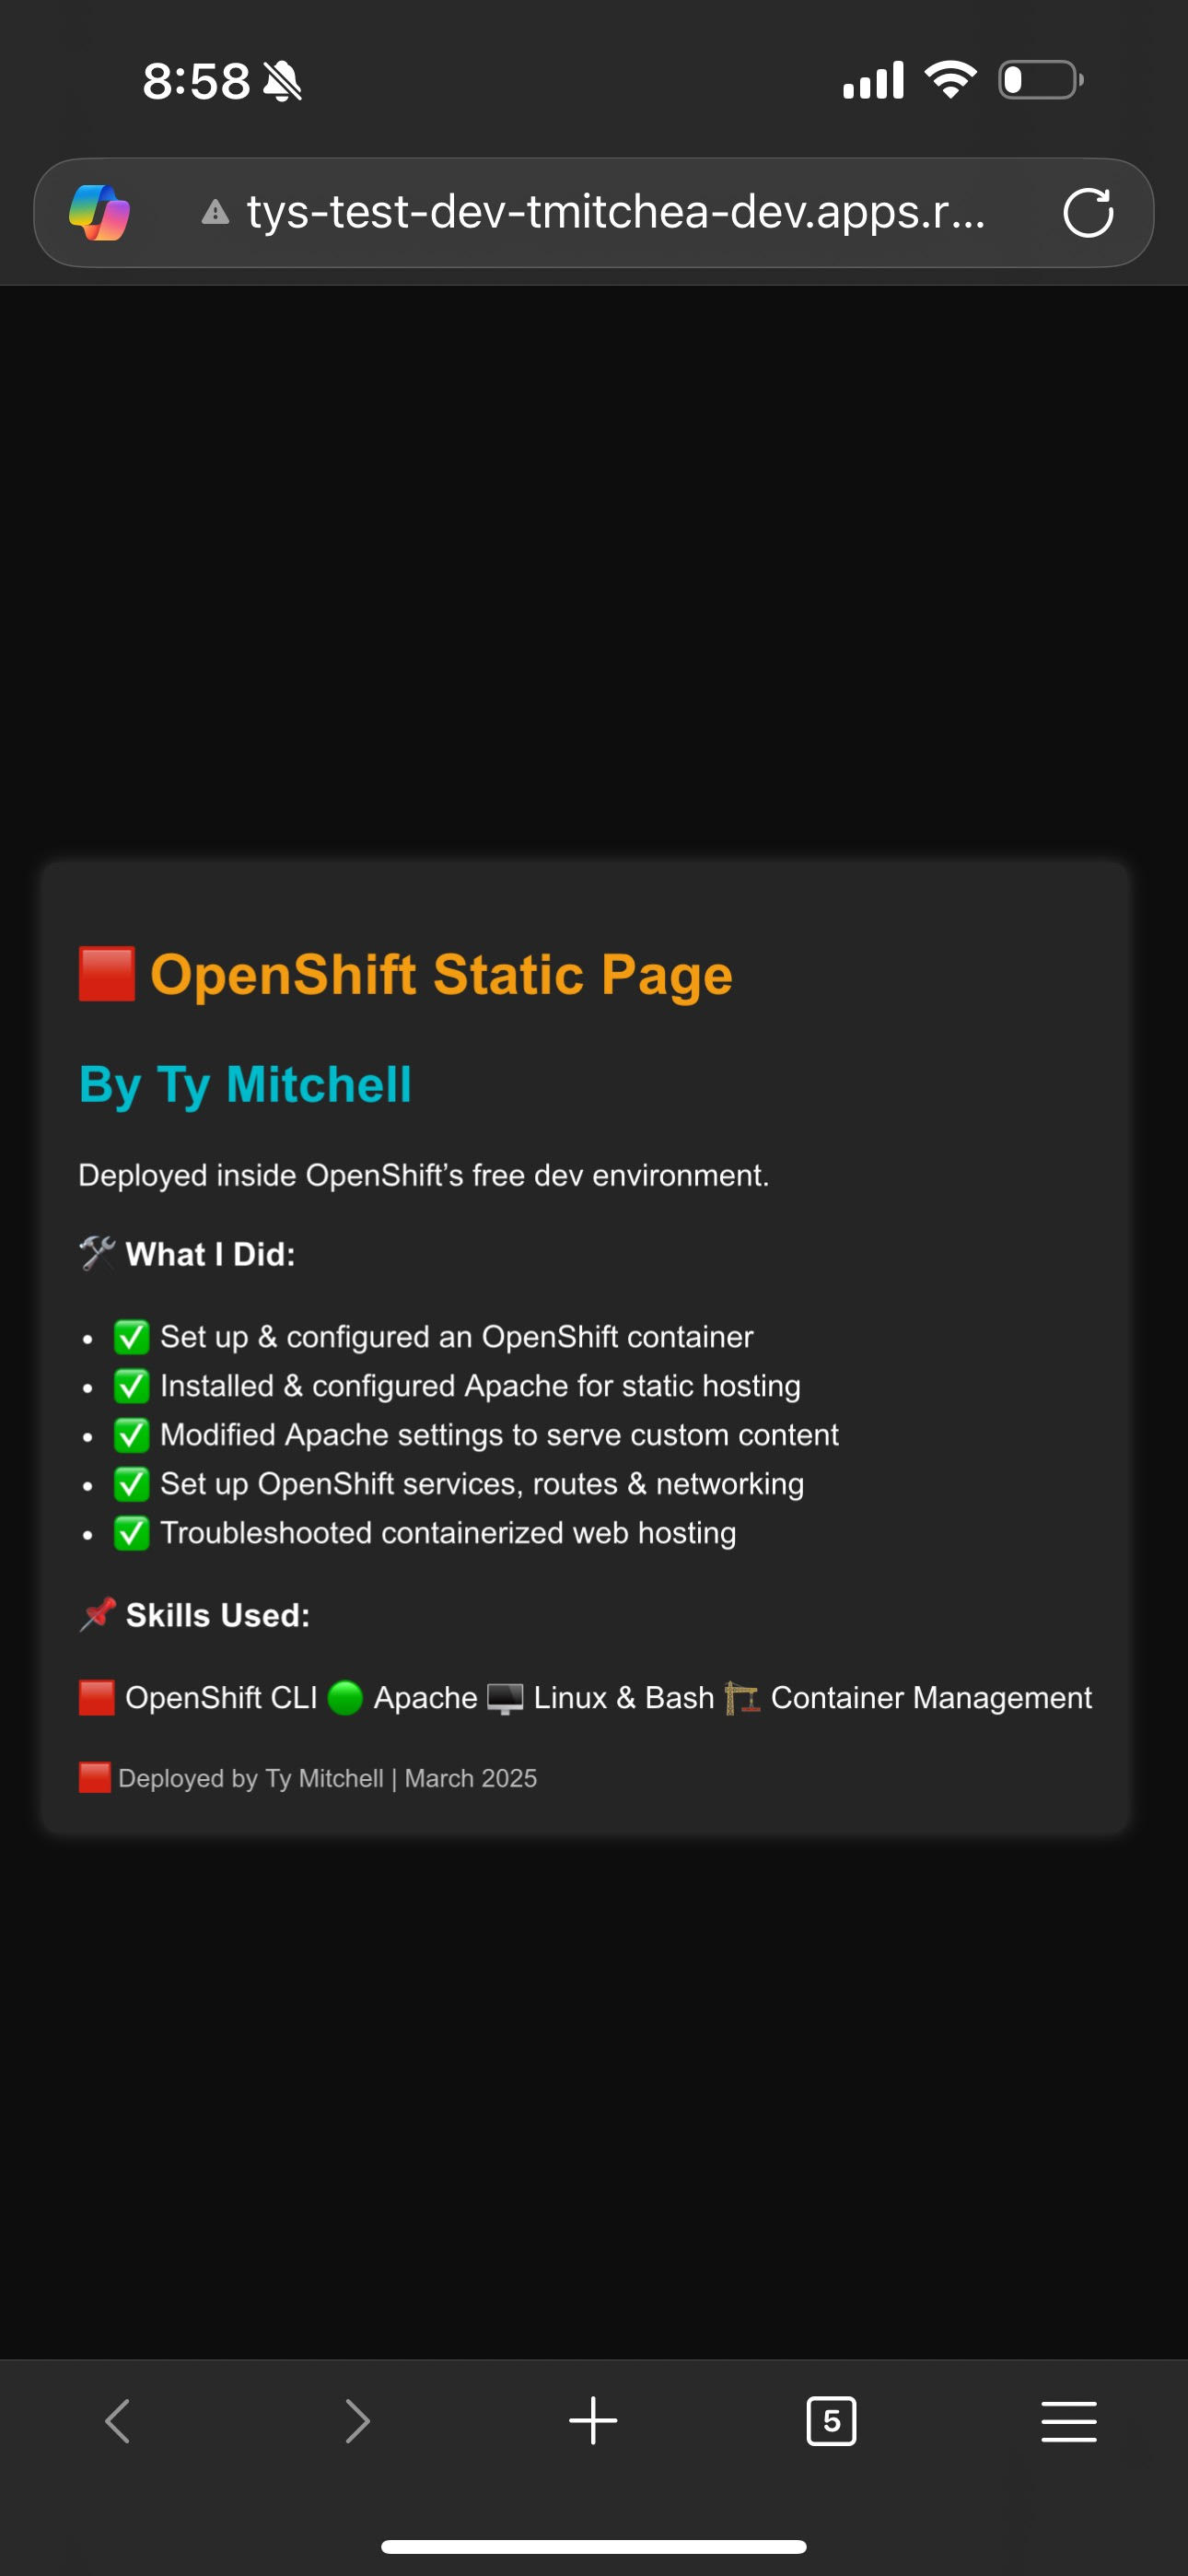 8:58
tys-test-dev-tmitchea-dev.apps.r...
🟥 OpenShift Static Page
By Ty Mitchell
Deployed inside OpenShift’s free dev environment.
🛠️ What I Did:
• ✅ Set up & configured an OpenShift container
• ✅ Installed & configured Apache for static hosting
• ✅ Modified Apache settings to serve custom content
• ✅ Set up OpenShift services, routes & networking
• ✅ Troubleshooted containerized web hosting
📌 Skills Used:
🟥 OpenShift CLI 🟢 Apache 🖥️ Linux & Bash 🏗️ Container Management
🟥 Deployed by Ty Mitchell | March 2025
5